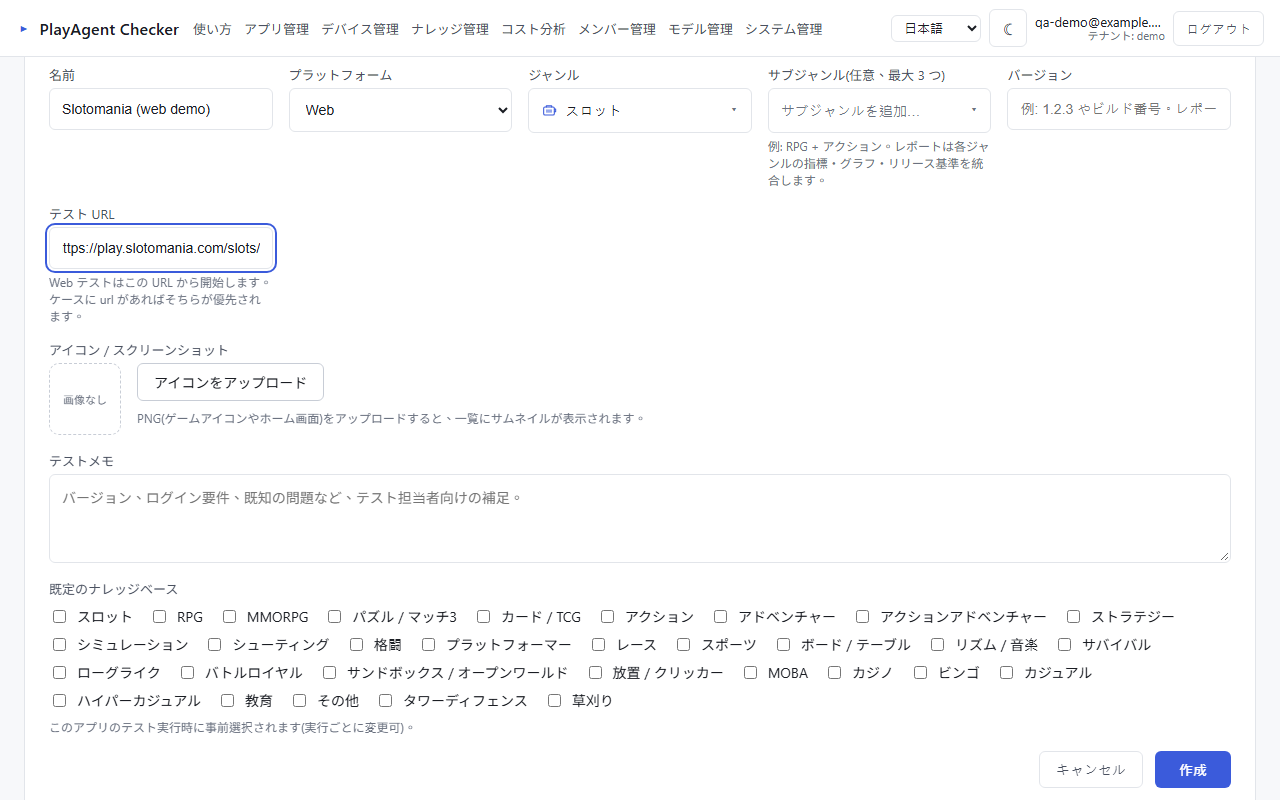 PlayAgent Checker 使い方 アプリ管理 デバイス管理 ナレッジ管理 コスト分析 メンバー管理 モデル管理 システム管理 日本語 qa-demo@example.... ログアウト
テナント: demo
名前 プラットフォーム ジャンル サブジャンル(任意、最大 3 つ) バージョン
Slotomania (web demo) Web スロット サブジャンルを追加... 例: 1.2.3 やビルド番号。レポー
例: RPG + アクション。レポートは各ジャ
ンルの指標・グラフ・リリース基準を統
合します。
テスト URL
ttps://play.slotomania.com/slots/
Web テストはこの URL から開始します。
ケースに url があればそちらが優先され
ます。
アイコン / スクリーンショット
画像なし アイコンをアップロード
PNG(ゲームアイコンやホーム画面)をアップロードすると、一覧にサムネイルが表示されます。
テストメモ
バージョン、ログイン要件、既知の問題など、テスト担当者向けの補足。
既定のナレッジベース
スロット RPG MMORPG パズル / マッチ3 カード / TCG アクション アドベンチャー アクションアドベンチャー ストラテジー
シミュレーション シューティング 格闘 プラットフォーマー レース スポーツ ボード / テーブル リズム / 音楽 サバイバル
ローグライク バトルロイヤル サンドボックス / オープンワールド 放置 / クリッカー MOBA カジノ ビンゴ カジュアル
ハイパーカジュアル 教育 その他 タワーディフェンス 草刈り
このアプリのテスト実行時に事前選択されます(実行ごとに変更可)。
キャンセル 作成